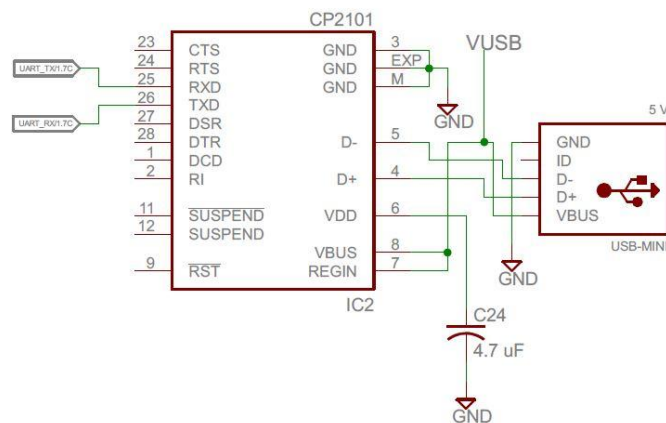 CP2101
23 CTS GND 3
24 RTS GND EXP
25 RXD GND M
26 TXD
27 DSR D- 5
28 DTR
1 DCD D+ 4
2 RI
11 SUSPEND VDD 6
12 SUSPEND
VBUS 8
9 RST REGIN 7
IC2
UART_TX/1.7C
UART_RX/1.7C
GND
VUSB
5 V
GND
ID
D-
D+
VBUS
USB-MINI
GND
C24
4.7 uF
GND